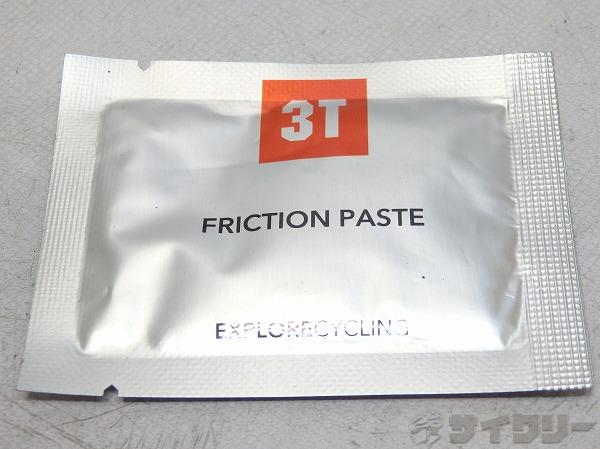 3T
FRICTION PASTE
EXPLORECYCLING
サイクリー